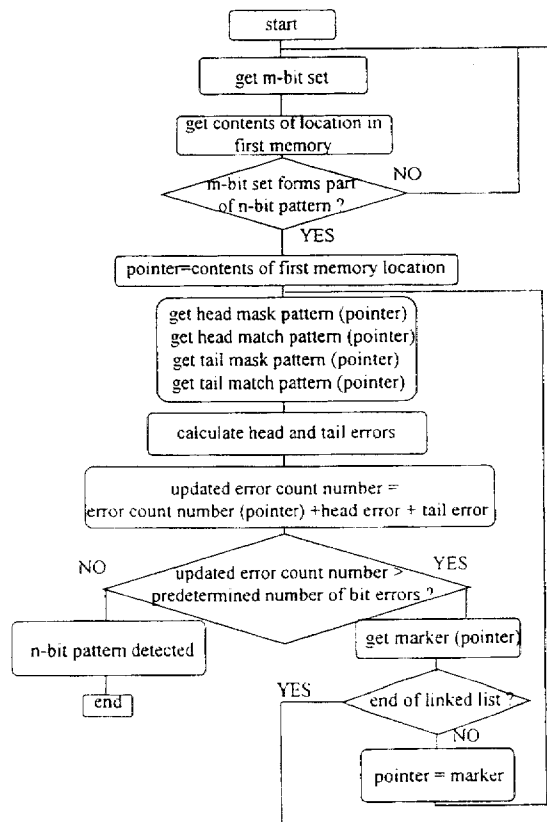 start
get m-bit set
get contents of location in
first memory
NO
m-bit set forms part
of n-bit pattern ?
YES
pointer=contents of first memory location
get head mask pattern (pointer)
get head match pattern (pointer)
get tail mask pattern (pointer)
get tail match pattern (pointer)
calculate head and tail errors
updated error count number =
error count number (pointer) +head error + tail error
NO
YES
updated error count number >
predetermined number of bit errors ?
get marker (pointer)
n-bit pattern detected
end
YES
end of linked list ?
NO
pointer = marker